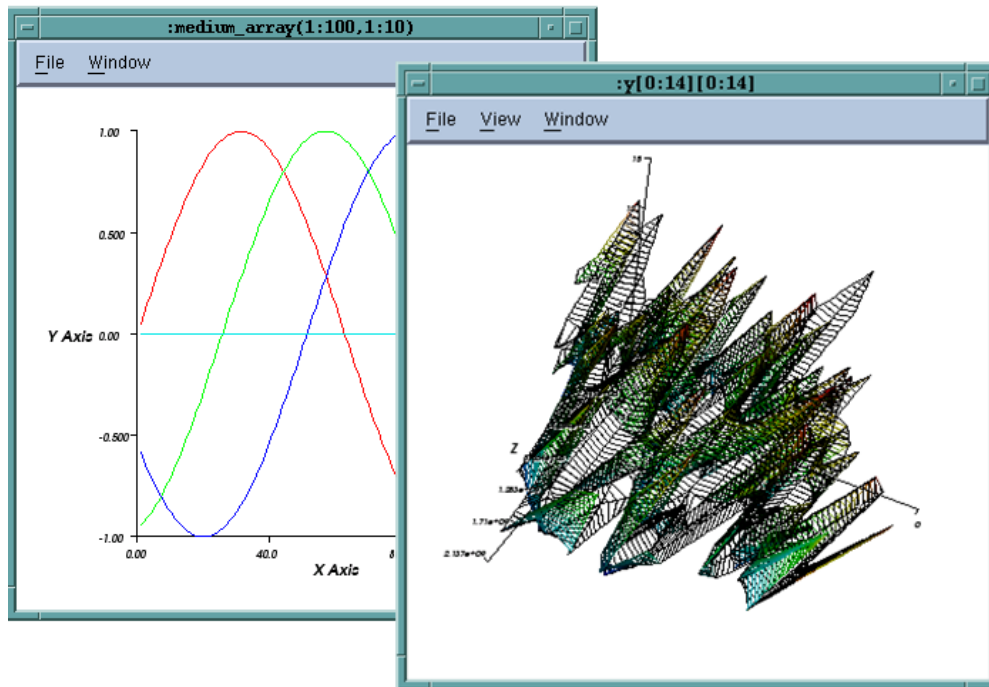 :medium_array(1:100,1:10)
File Window
1.00
0.500
Y Axis 0.00
-0.500
-1.00
0.00 40.0 8
X Axis
:y[0:14][0:14]
File View Window
Z
0